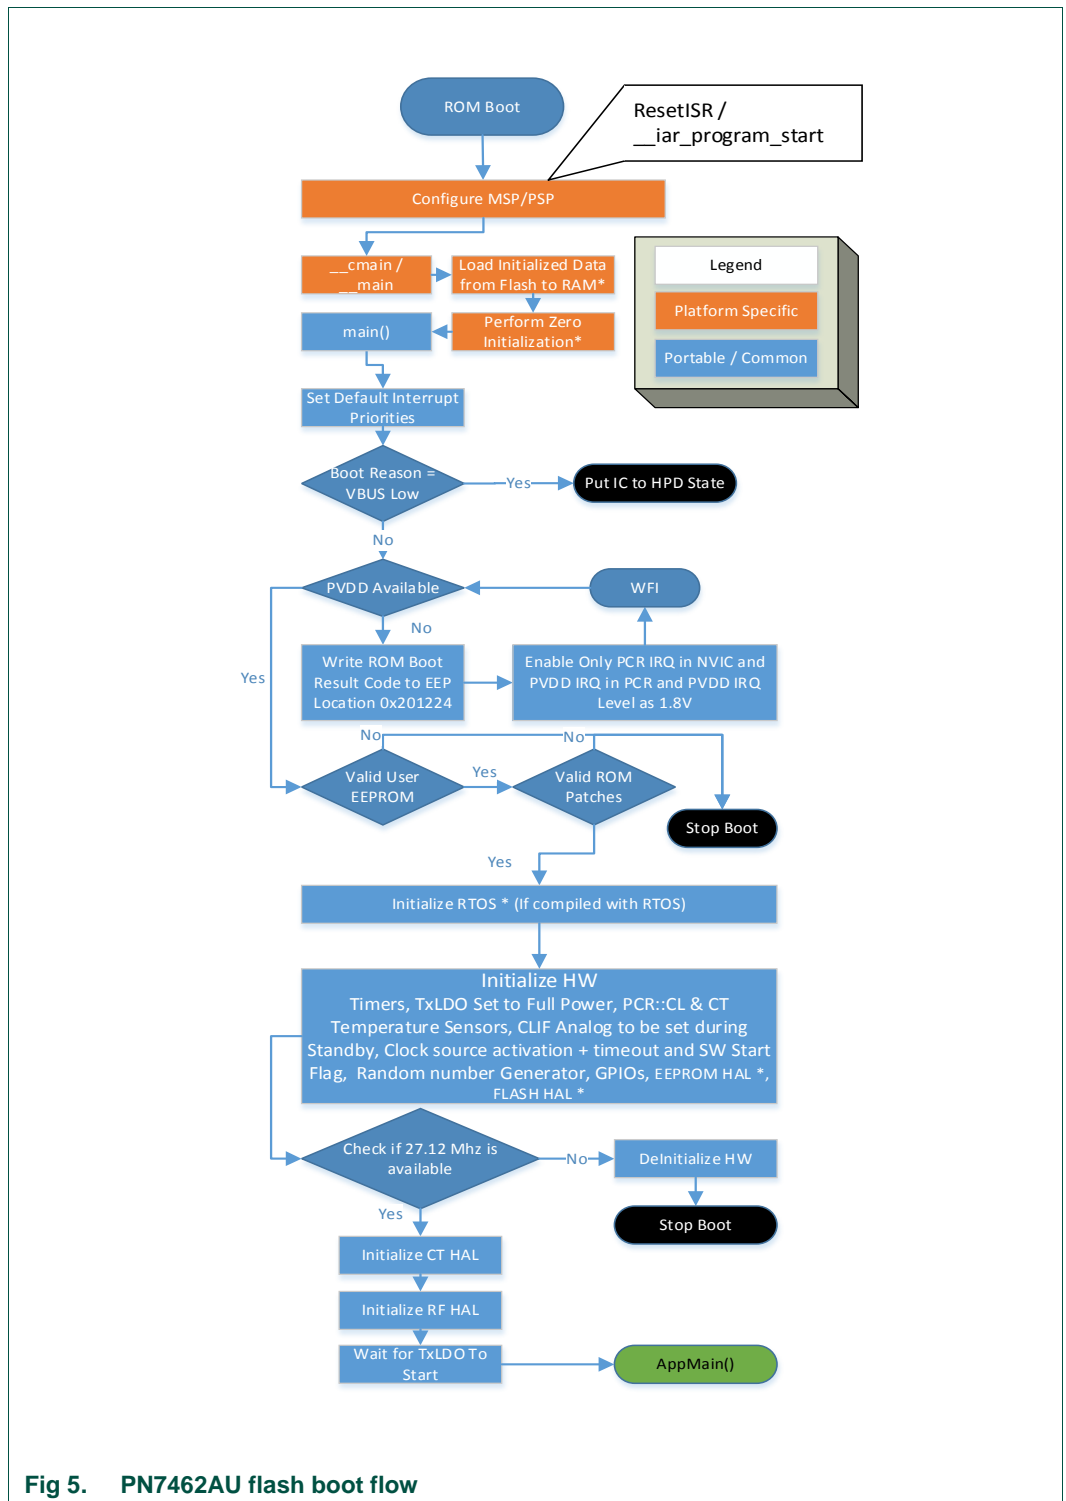 ROM Boot
ResetISR /
__iar_program_start
Configure MSP/PSP
__cmain /
__main
Load Initialized Data
from Flash to RAM*
Legend
Platform Specific
Portable / Common
main()
Perform Zero
Initialization*
Set Default Interrupt
Priorities
Boot Reason =
VBUS Low
Yes
Put IC to HPD State
No
PVDD Available
WFI
No
Yes
Write ROM Boot
Result Code to EEP
Location 0x201224
Enable Only PCR IRQ in NVIC and
PVDD IRQ in PCR and PVDD IRQ
Level as 1.8V
No
No
Valid User
EEPROM
Yes
Valid ROM
Patches
Stop Boot
Yes
Initialize RTOS * (If compiled with RTOS)
Initialize HW
Timers, TxLDO Set to Full Power, PCR::CL & CT
Temperature Sensors, CLIF Analog to be set during
Standby, Clock source activation + timeout and SW Start
Flag, Random number Generator, GPIOs, EEPROM HAL *,
FLASH HAL *
Check if 27.12 Mhz is
available
No
DeInitialize HW
Stop Boot
Yes
Initialize CT HAL
Initialize RF HAL
Wait for TxLDO To
Start
AppMain()
Fig 5. PN7462AU flash boot flow